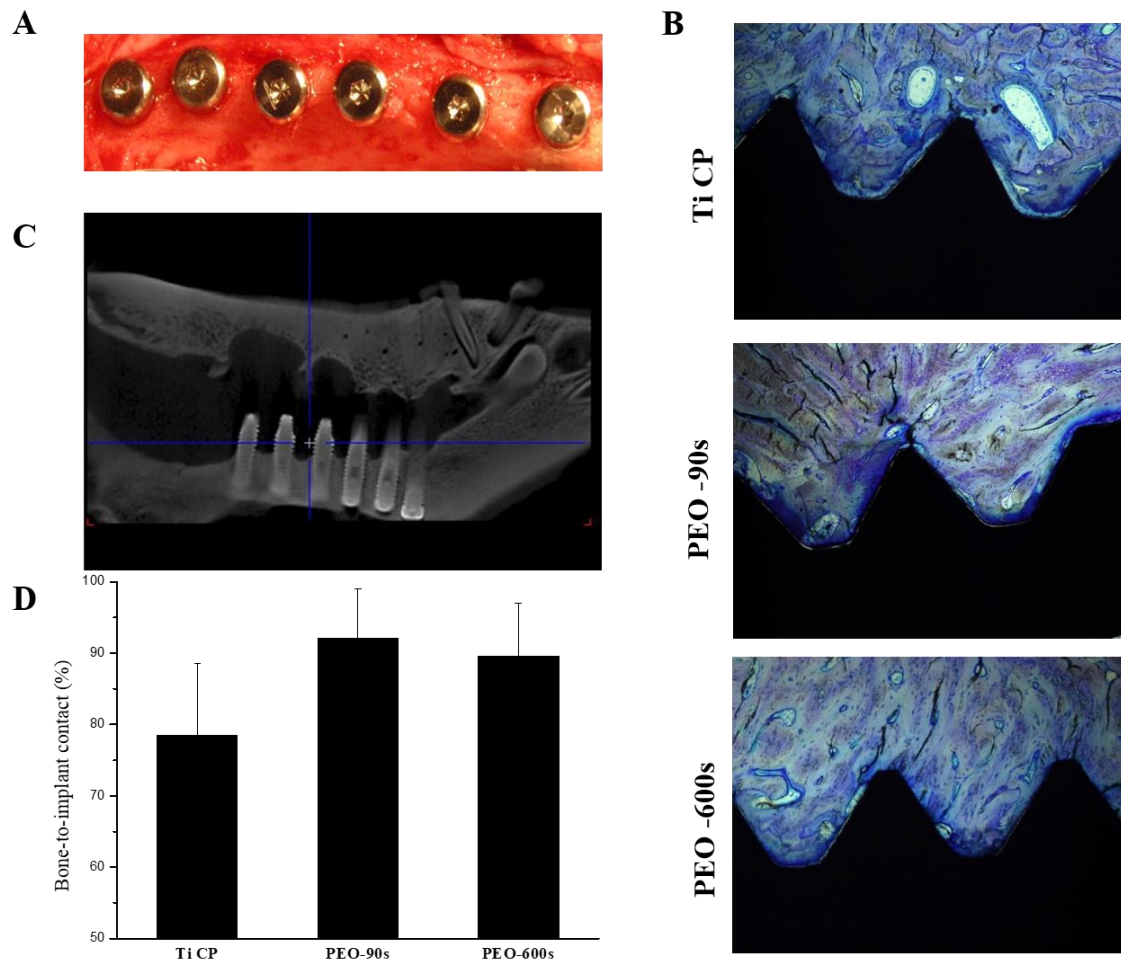 A
B
Ti CP
PEO -90s
PEO -600s
C
D
Bone-to-implant contact (%)
100
90
80
70
60
50
Ti CP
PEO-90s
PEO-600s